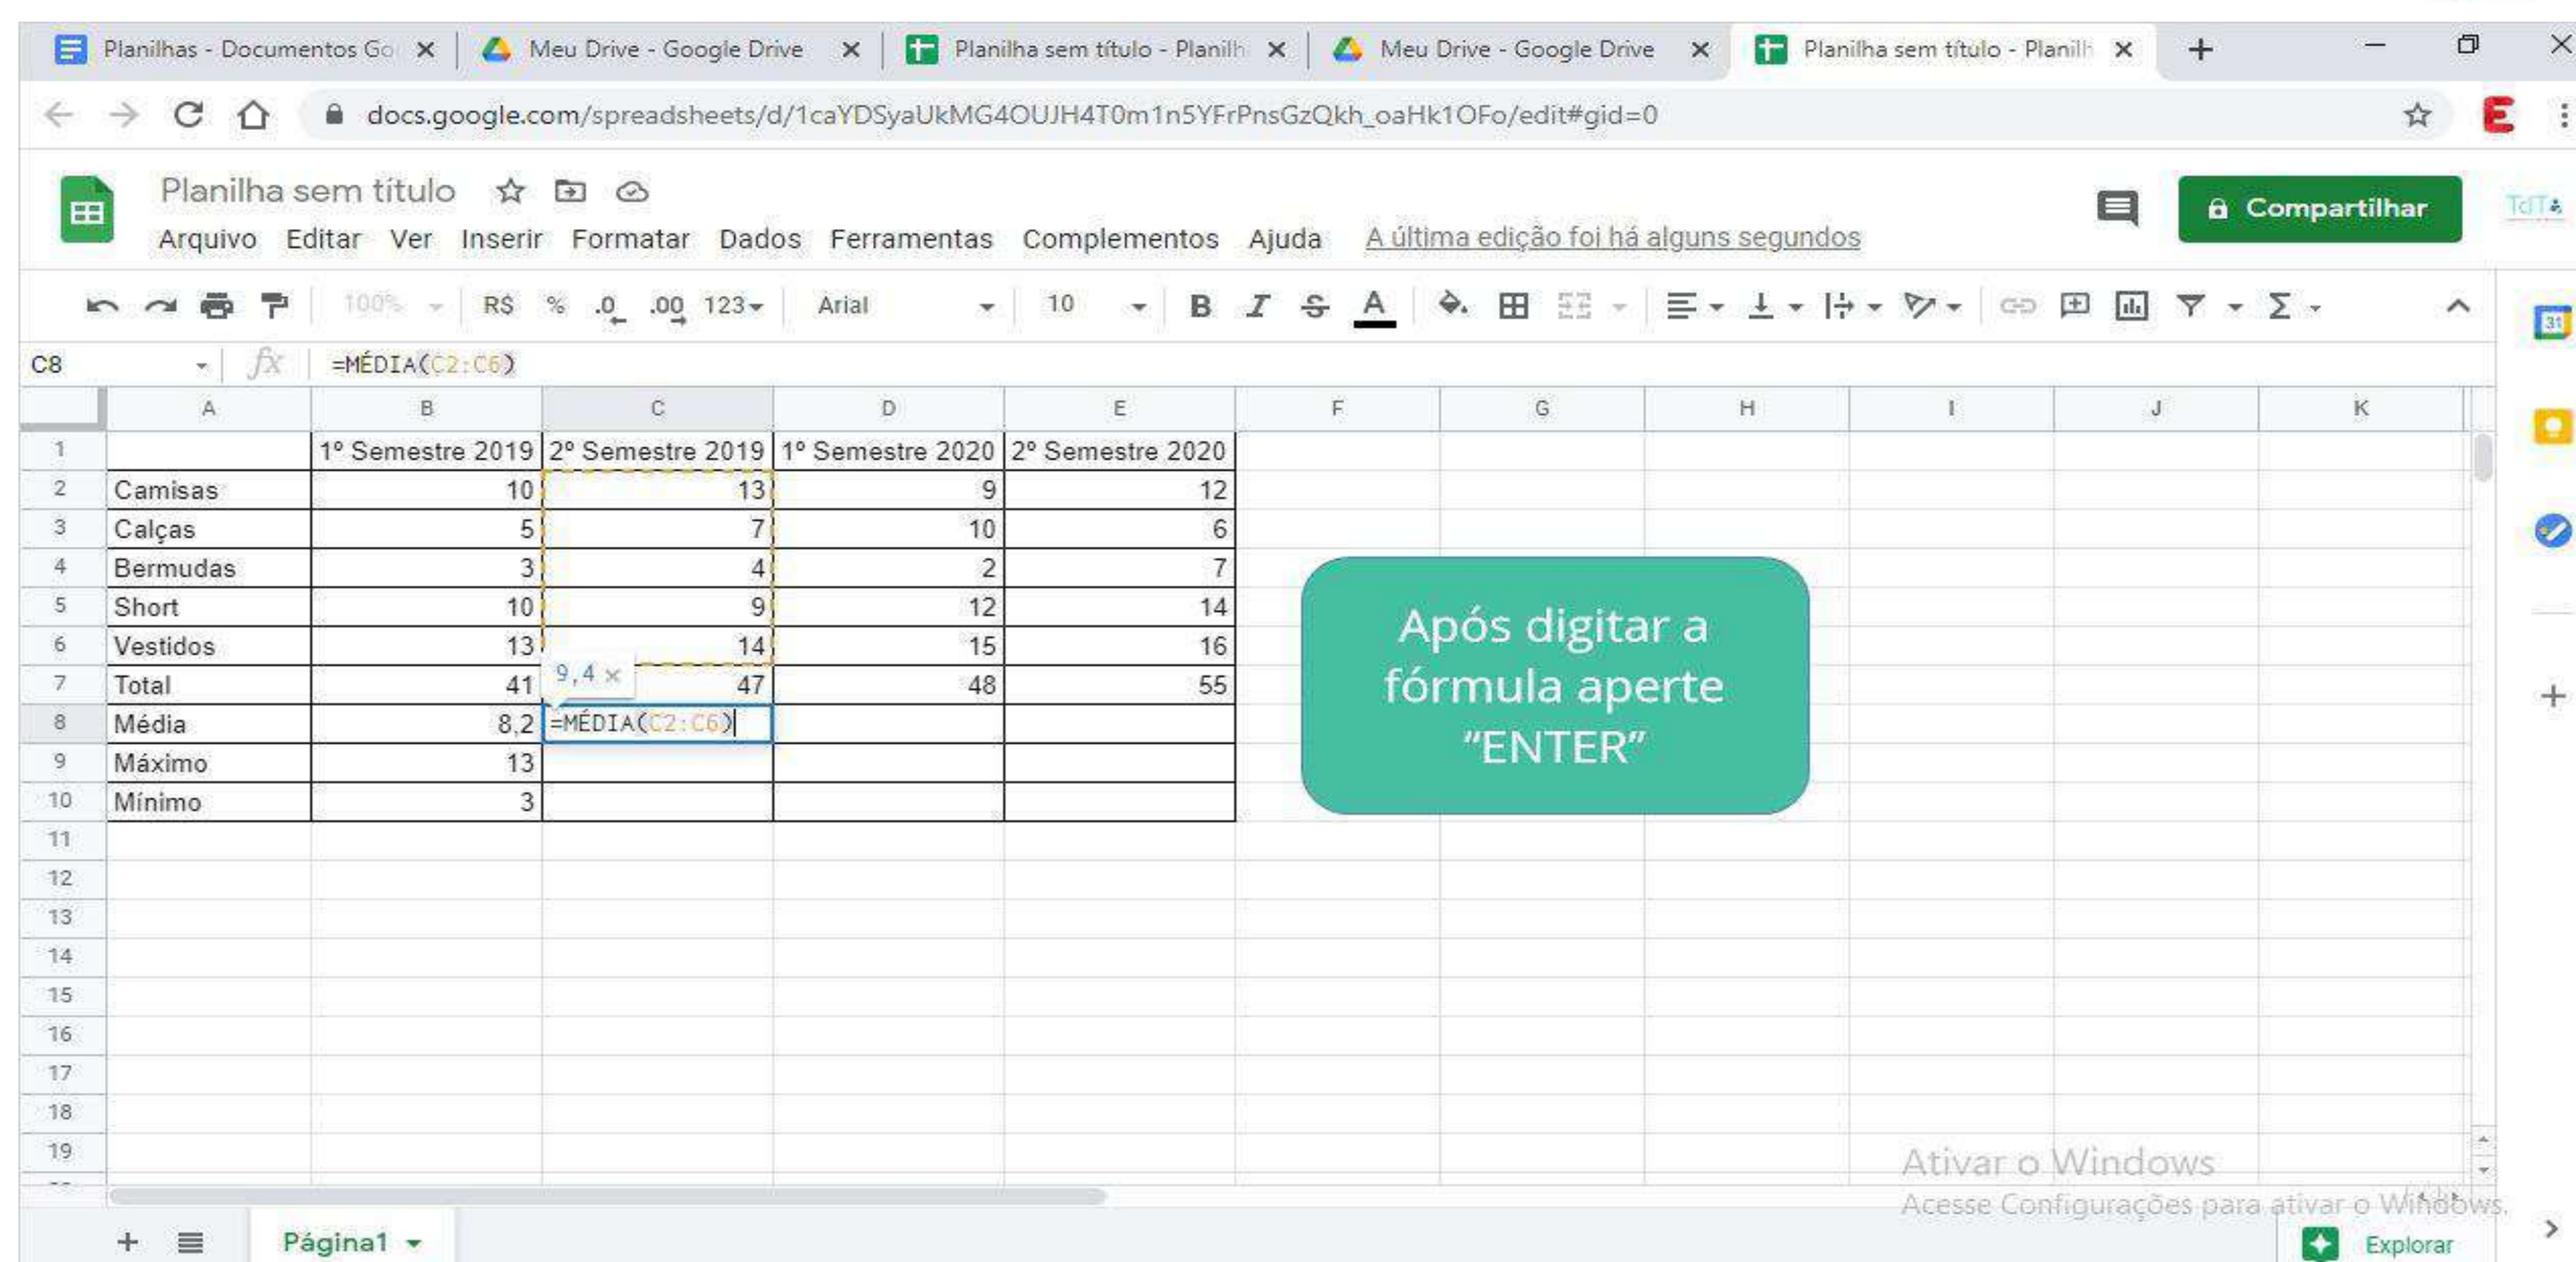 Planilhas - Documentos Go
Meu Drive - Google Drive
Planilha sem título - Planilh
Meu Drive - Google Drive
Planilha sem título - Planilh
docs.google.com/spreadsheets/d/1caYDSyaUkMG4OUJH4T0m1n5YFrPnsGzQkh_oaHk1OFo/edit#gid=0
Planilha sem título
Compartilhar
Arquivo Editar Ver Inserir Formatar Dados Ferramentas Complementos Ajuda A última edição foi há alguns segundos
100% R$ % .0 .00 123 Arial 10 B I S A
31
C8 fx =MÉDIA(C2:C6)
A B C D E F G H I J K
1 1º Semestre 2019 2º Semestre 2019 1º Semestre 2020 2º Semestre 2020
2 Camisas 10 13 9 12
3 Calças 5 7 10 6
4 Bermudas 3 4 2 7
5 Short 10 9 12 14
6 Vestidos 13 14 15 16
9,4 ×
7 Total 41 47 48 55
8 Média 8,2 =MÉDIA(C2:C6)
9 Máximo 13
10 Mínimo 3
11
12
13
14
15
16
17
18
19
Após digitar a
fórmula aperte
“ENTER”
Ativar o Windows
Acesse Configurações para ativar o Windows.
Página1
Explorar